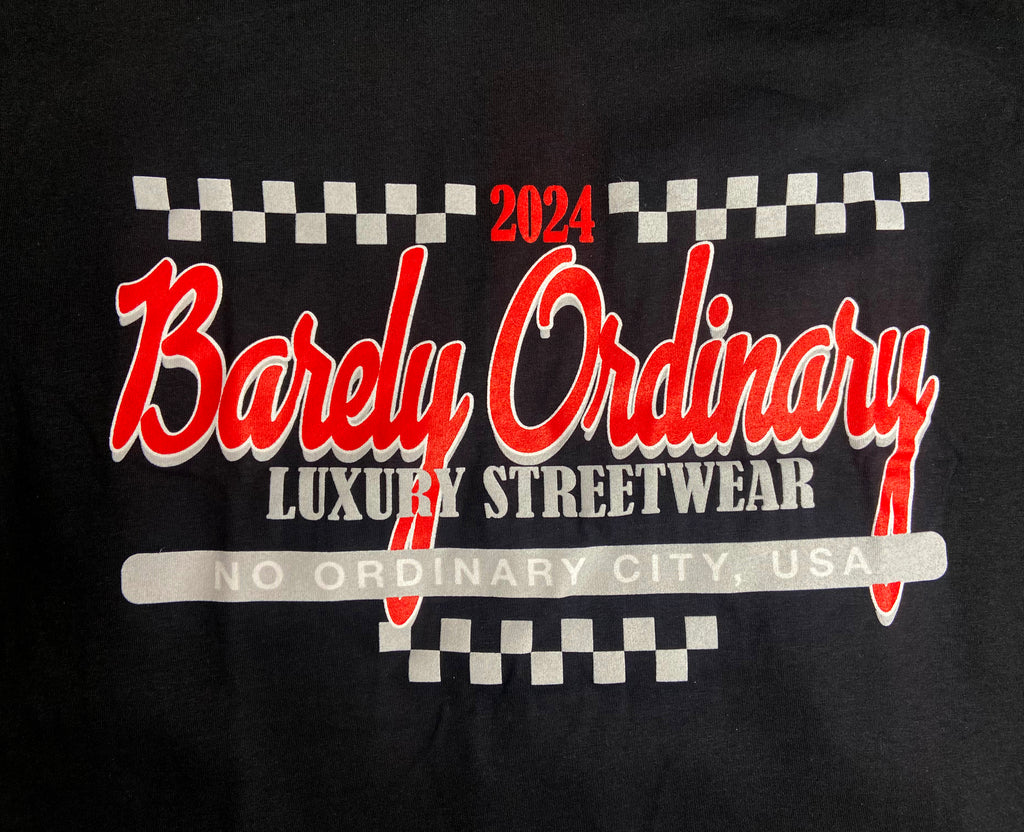 2024
Barely Ordinary
LUXURY STREETWEAR
NO ORDINARY CITY, USA